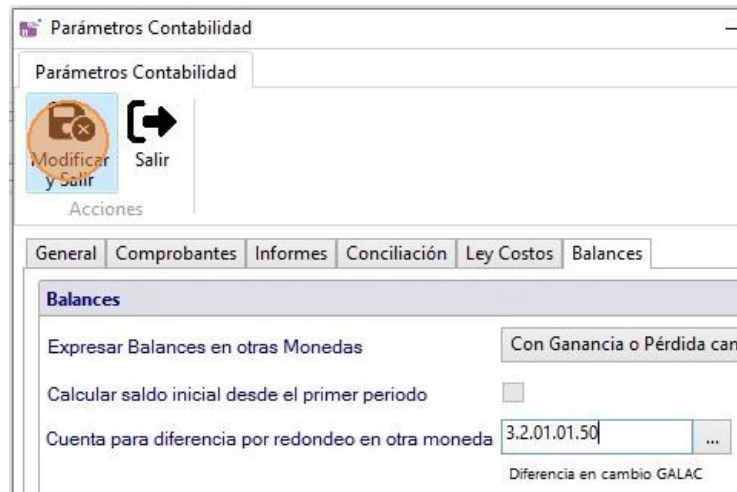 Parámetros Contabilidad
Parámetros Contabilidad
Modificar y Salir
Salir
Acciones
General Comprobantes Informes Conciliación Ley Costos Balances
Balances
Expresar Balances en otras Monedas Con Ganancia o Pérdida can
Calcular saldo inicial desde el primer periodo
Cuenta para diferencia por redondeo en otra moneda 3.2.01.01.50 ...
Diferencia en cambio GALAC